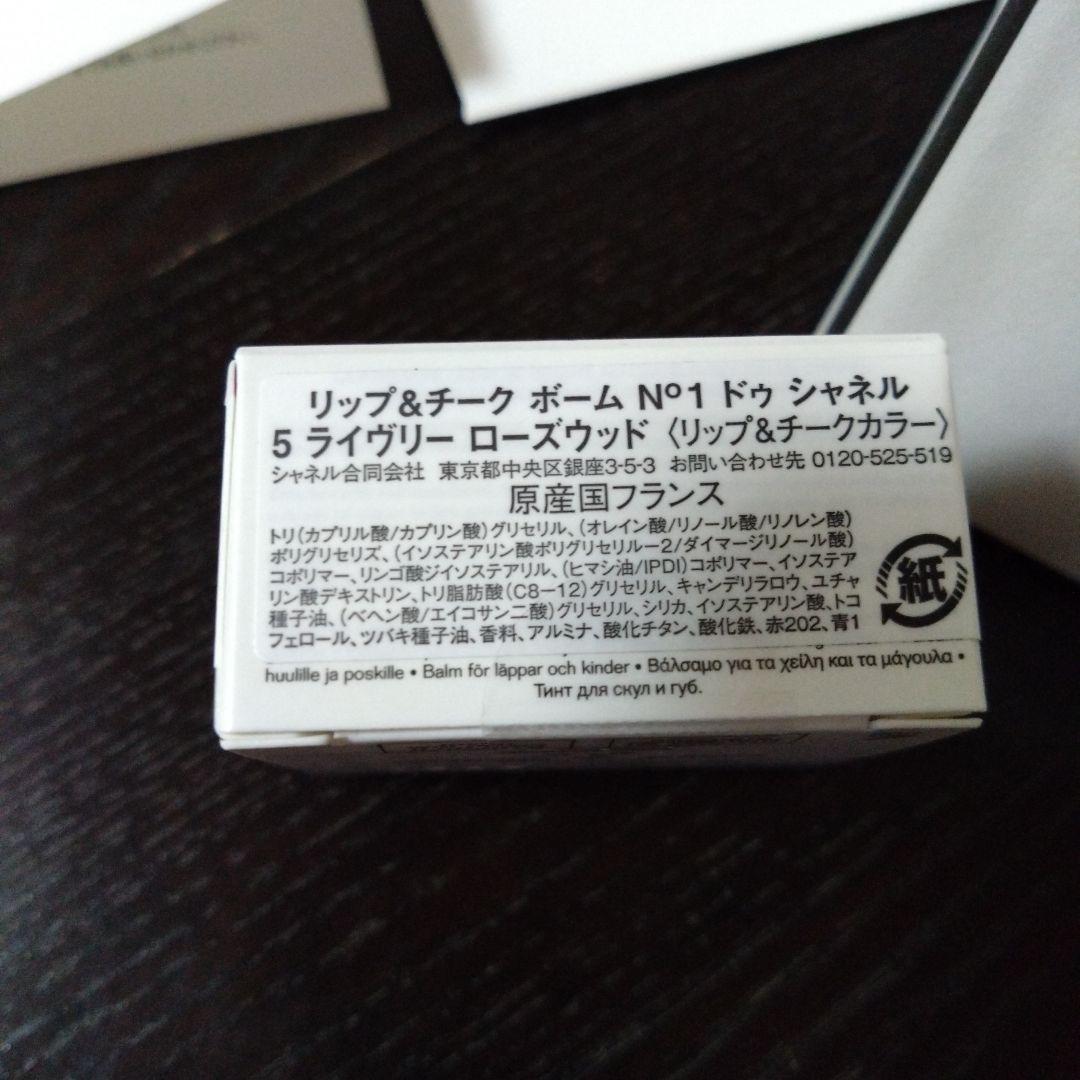 リップ&チーク ボーム Nº1 ドゥ シャネル
5 ライヴリー ローズウッド 〈リップ&チークカラー〉
シャネル合同会社 東京都中央区銀座3-5-3 お問い合わせ先 0120-525-519
原産国フランス
トリ(カプリル酸/カプリン酸)グリセリル、(オレイン酸/リノール酸/リノレン酸)
ポリグリセリズ、(イソステアリン酸ポリグリセリル-2/ダイマージリノール酸)
コポリマー、リンゴ酸ジイソステアリル、(ヒマシ油/IPDI)コポリマー、イソステア
リン酸デキストリン、トリ脂肪酸(C8-12)グリセリル、キャンデリラロウ、ユチャ
種子油、(ベヘン酸/エイコサン二酸)グリセリル、シリカ、イソステアリン酸、トコ
フェロール、ツバキ種子油、香料、アルミナ、酸化チタン、酸化鉄、赤202、青1
紙
huulille ja poskille • Balm för läppar och kinder • Βάλσαμο για τα χείλη και τα μάγουλα •
Тинт для скул и губ.